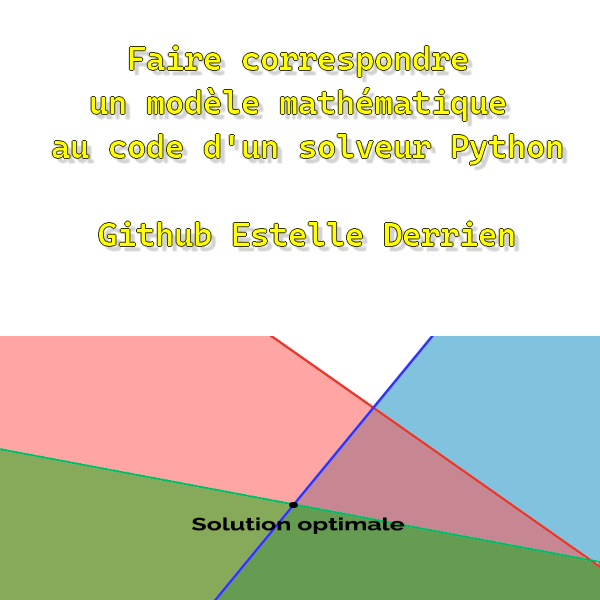 Faire correspondre
un modèle mathématique
au code d'un solveur Python
Github Estelle Derrien
Solution optimale